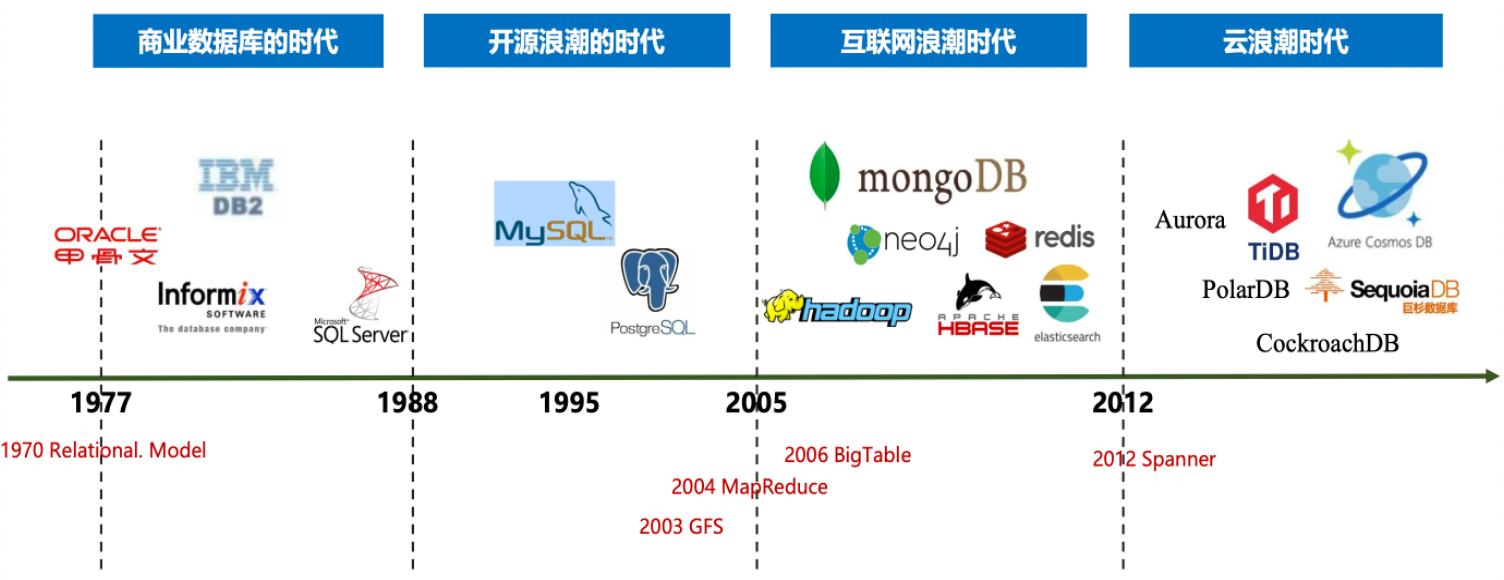 商业数据库的时代
开源浪潮的时代
互联网浪潮时代
云浪潮时代
IBM
DB2
ORACLE
甲骨文
Informix
SOFTWARE
The database company
Microsoft
SQL Server
MySQL
PostgreSQL
mongoDB
neo4j
redis
hadoop
APACHE
HBASE
elasticsearch
Aurora
TiDB
Azure Cosmos DB
PolarDB
SequoiaDB
巨杉数据库
CockroachDB
1977
1988
1995
2005
2012
1970 Relational. Model
2006 BigTable
2012 Spanner
2004 MapReduce
2003 GFS